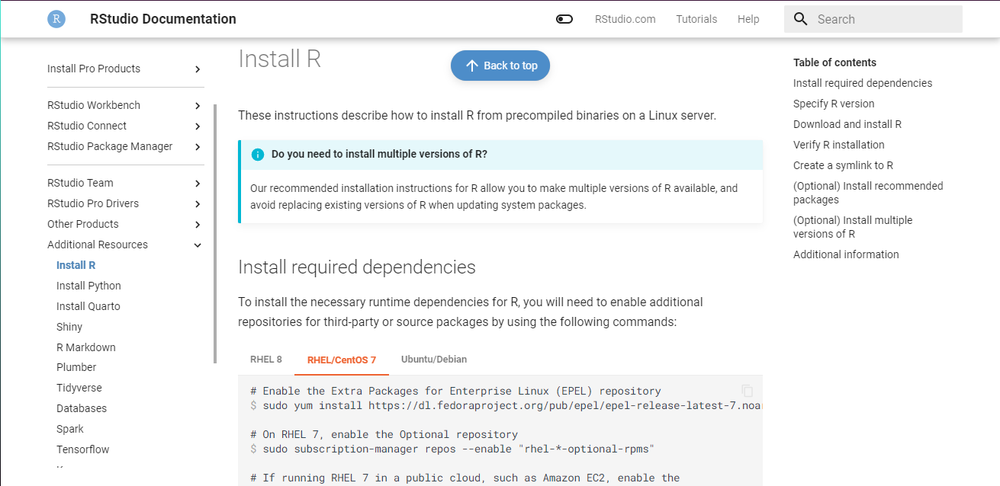 R
RStudio Documentation
RStudio.com
Tutorials
Help
Search
Install Pro Products
RStudio Workbench
RStudio Connect
RStudio Package Manager
RStudio Team
RStudio Pro Drivers
Other Products
Additional Resources
Install R
Install Python
Install Quarto
Shiny
R Markdown
Plumber
Tidyverse
Databases
Spark
Tensorflow
Install R
Back to top
These instructions describe how to install R from precompiled binaries on a Linux server.
Do you need to install multiple versions of R?
Our recommended installation instructions for R allow you to make multiple versions of R available, and
avoid replacing existing versions of R when updating system packages.
Install required dependencies
To install the necessary runtime dependencies for R, you will need to enable additional
repositories for third-party or source packages by using the following commands:
RHEL 8
RHEL/CentOS 7
Ubuntu/Debian
# Enable the Extra Packages for Enterprise Linux (EPEL) repository
$ sudo yum install https://dl.fedoraproject.org/pub/epel/epel-release-latest-7.noar
# On RHEL 7, enable the Optional repository
$ sudo subscription-manager repos --enable "rhel-*-optional-rpms"
# If running RHEL 7 in a public cloud, such as Amazon EC2, enable the
Table of contents
Install required dependencies
Specify R version
Download and install R
Verify R installation
Create a symlink to R
(Optional) Install recommended
packages
(Optional) Install multiple
versions of R
Additional information